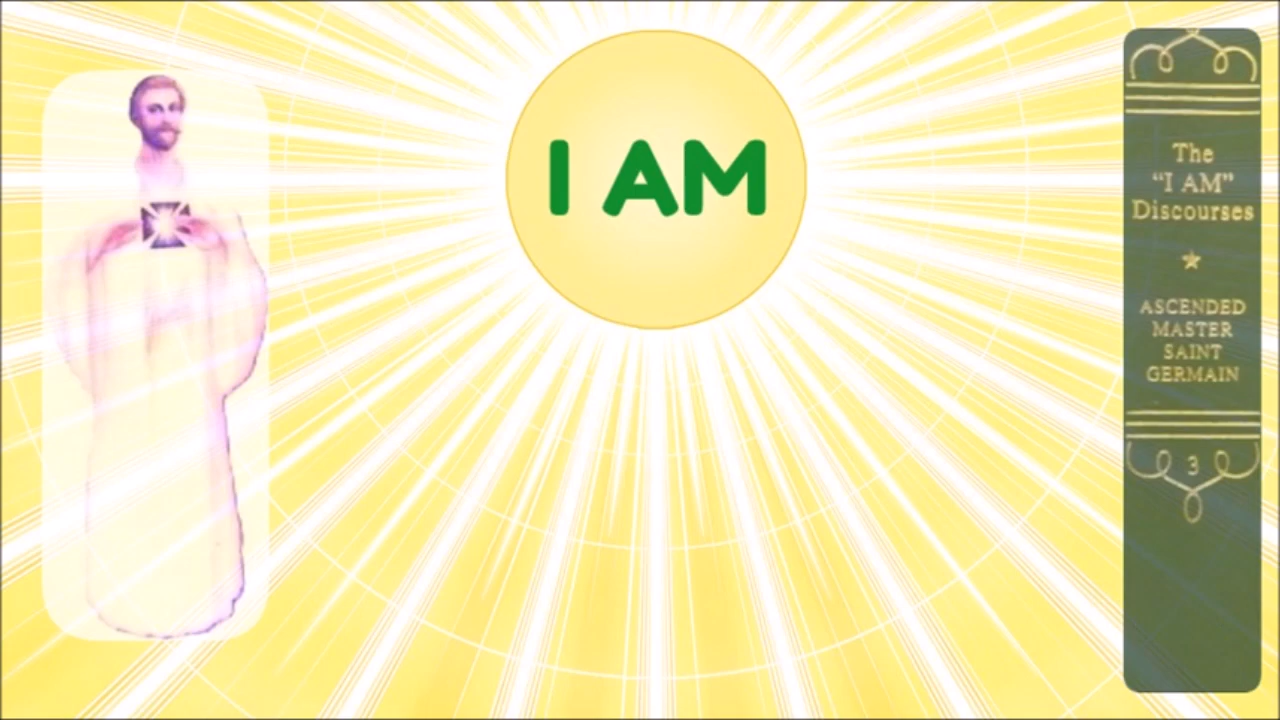 I AM
The
“I AM”
Discourses
ASCENDED
MASTER
SAINT
GERMAIN
3